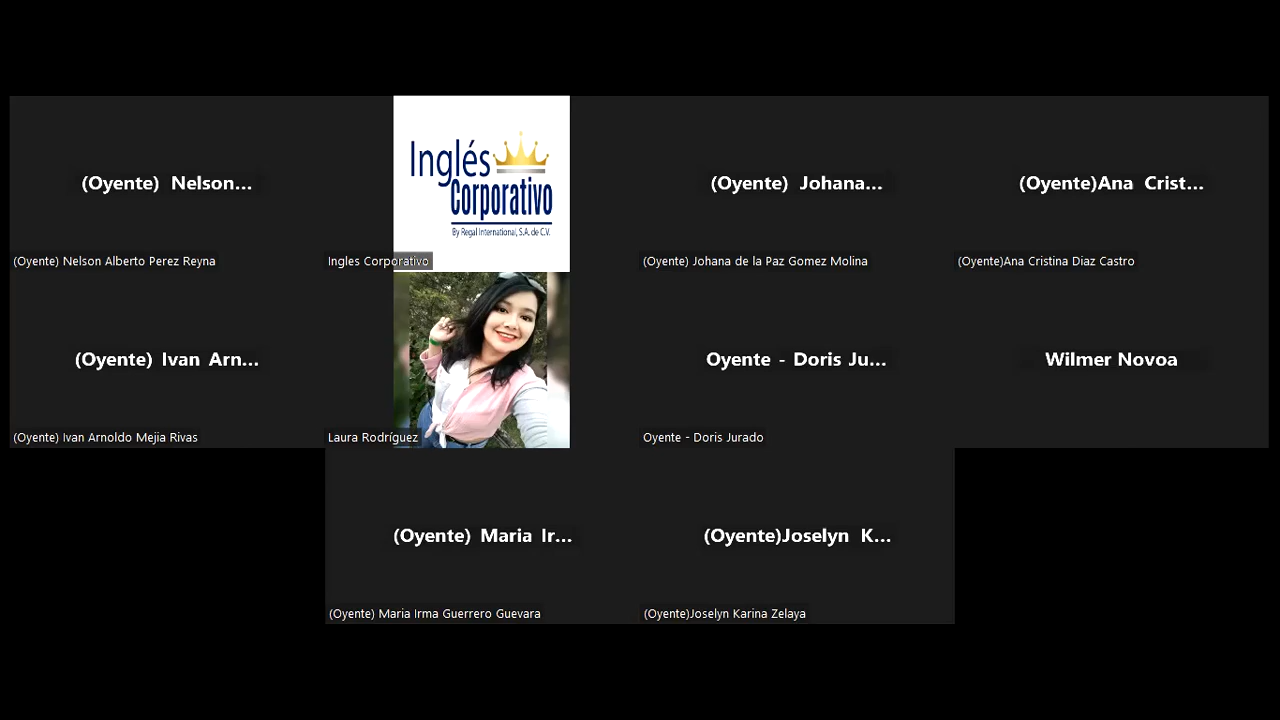 (Oyente) Nelson...
Inglés
Corporativo
By Regal International, S.A. de C.V.
(Oyente) Johana...
(Oyente)Ana Crist...
(Oyente) Nelson Alberto Perez Reyna
Ingles Corporativo
(Oyente) Johana de la Paz Gomez Molina
(Oyente)Ana Cristina Diaz Castro
(Oyente) Ivan Arn...
Oyente - Doris Ju...
Wilmer Novoa
(Oyente) Ivan Arnoldo Mejia Rivas
Laura Rodríguez
Oyente - Doris Jurado
(Oyente) Maria Ir...
(Oyente)Joselyn K...
(Oyente) Maria Irma Guerrero Guevara
(Oyente)Joselyn Karina Zelaya